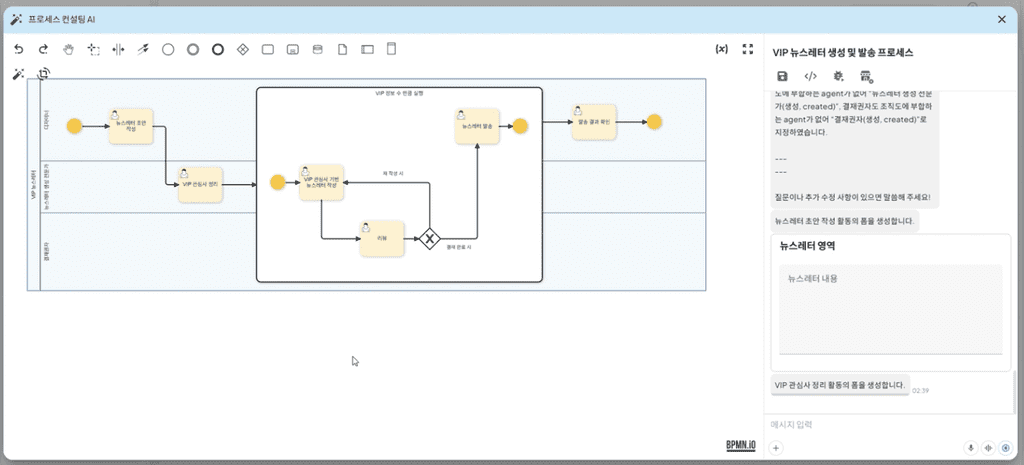 프로세스 컨설팅 AI
VIP 뉴스레터 생성 및 발송 프로세스
(x)
</>
VIP 정보 수 만큼 실행
디자이너
뉴스레터 초안
작성
뉴스레터 발송
발송 결과 확인
VIP 뉴스레터
뉴스레터 생성 전문가
VIP 관심사 정리
VIP 관심사 기반
뉴스레터 작성
재 작성 시
리뷰
X
결재 완료 시
결재권자
도에 부합하는 agent가 없어 "뉴스레터 생성 전문
가(생성, created)", 결재권자도 조직도에 부합하
는 agent가 없어 "결재권자(생성, created)"로
지정하였습니다.
---
---
질문이나 추가 수정 사항이 있으면 말씀해 주세요!
뉴스레터 초안 작성 활동의 폼을 생성합니다.
뉴스레터 영역
뉴스레터 내용
VIP 관심사 정리 활동의 폼을 생성합니다.
02:39
메시지 입력
BPMN.iO